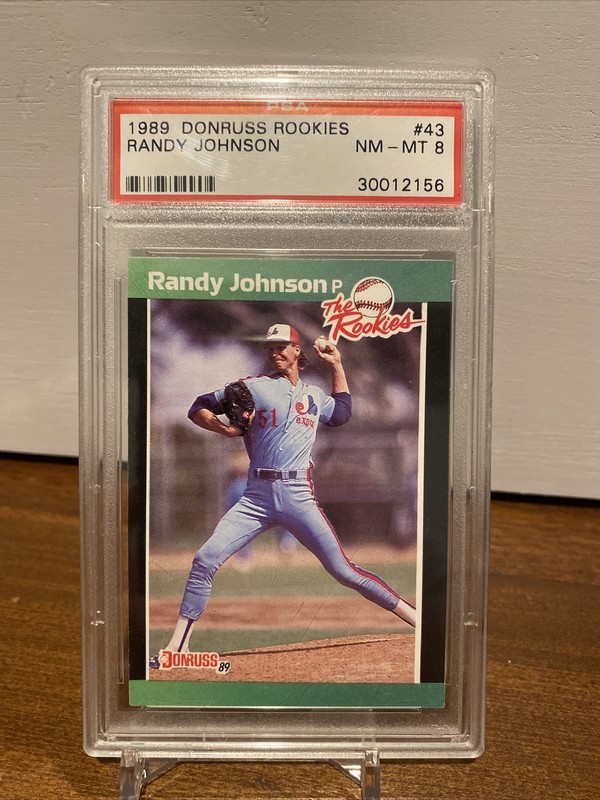 PSA
1989 DONRUSS ROOKIES #43
RANDY JOHNSON NM - MT 8
30012156
Randy Johnson P
The
Rookies
51
expos
DONRUSS 89